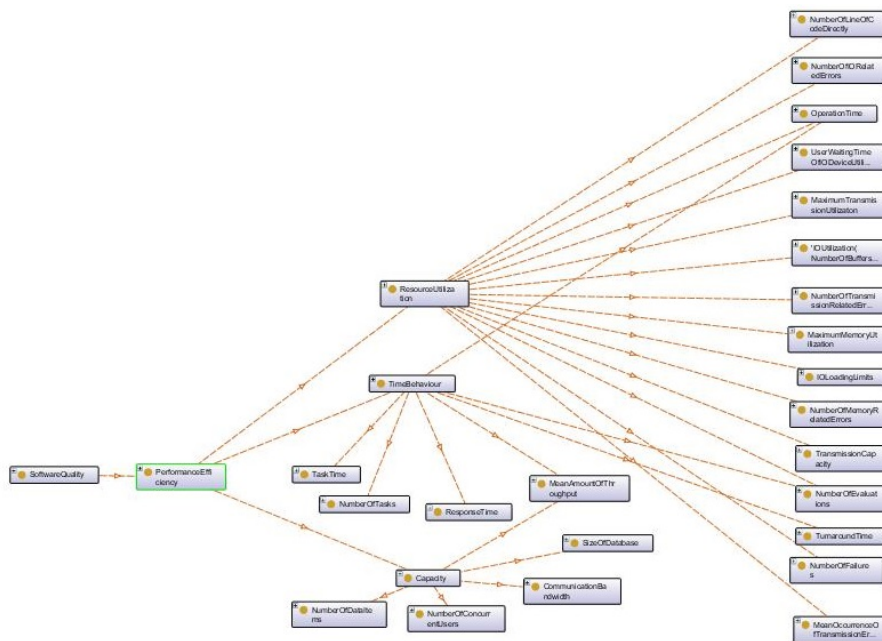 NumberOfLineOfC
odeDirectly
NumberOfIORelat
edErrors
OperationTime
UserWaitingTime
OfIODeviceUtili...
MaximumTransmis
sionUtilizaton
'IOUtilization(
NumberOfBuffers...
ResourceUtiliza
tion
NumberOfTransmi
ssionRelatedErr...
MaximumMemoryUt
ilization
IOLoadingLimits
TimeBehaviour
NumberOfMemoryR
elatedErrors
TransmissionCap
acity
SoftwareQuality
PerformanceEffi
ciency
TaskTime
MeanAmountOfThr
oughput
NumberOfEvaluat
ions
NumberOfTasks
ResponseTime
TurnaroundTime
SizeOfDatabase
NumberOfFailure
s
Capacity
CommunicationBa
ndwidth
NumberOfDataIte
ms
NumberOfConcurr
entUsers
MeanOcurrenceO
fTransmissionEr...